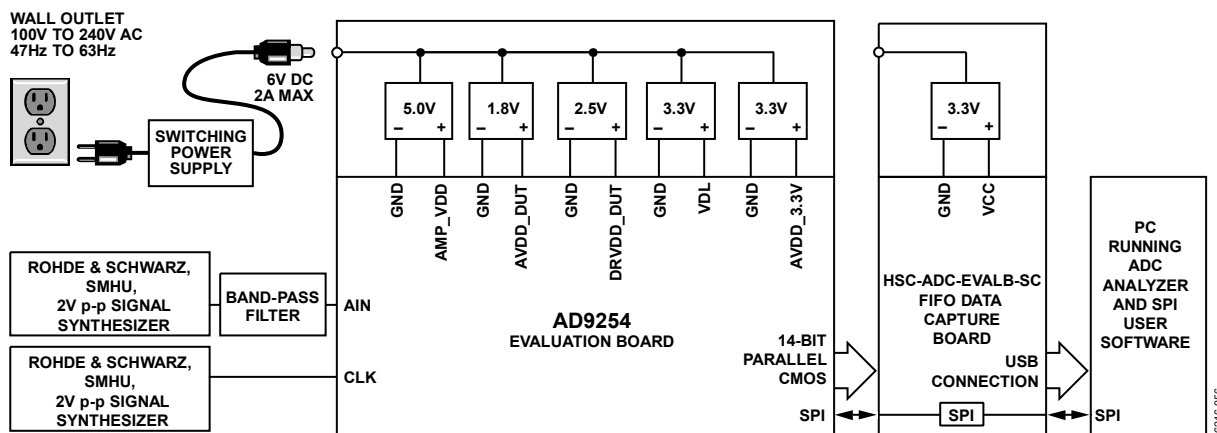 WALL OUTLET
100V TO 240V AC
47Hz TO 63Hz
6V DC
2A MAX
SWITCHING
POWER
SUPPLY
5.0V
– +
1.8V
– +
2.5V
– +
3.3V
– +
3.3V
– +
3.3V
– +
GND
AMP_VDD
GND
AVDD_DUT
GND
DRVDD_DUT
GND
VDL
GND
AVDD_3.3V
GND
VCC
ROHDE & SCHWARZ,
SMHU,
2V p-p SIGNAL
SYNTHESIZER
BAND-PASS
FILTER
AIN
ROHDE & SCHWARZ,
SMHU,
2V p-p SIGNAL
SYNTHESIZER
CLK
AD9254
EVALUATION BOARD
14-BIT
PARALLEL
CMOS
SPI
HSC-ADC-EVALB-SC
FIFO DATA
CAPTURE
BOARD
USB
CONNECTION
SPI
PC
RUNNING
ADC
ANALYZER
AND SPI
USER
SOFTWARE
SPI